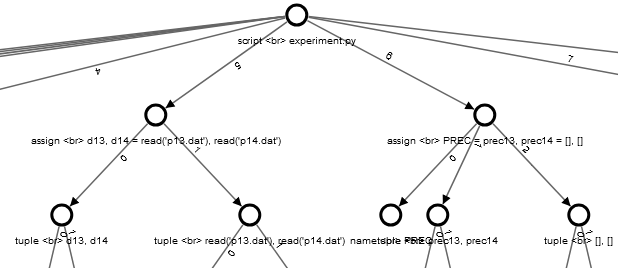 script <br> experiment.py
4
5
6
7
assign <br> d13, d14 = read('p13.dat'), read('p14.dat')
assign <br> PREC = prec13, prec14 = [], []
0
1
0
1
2
tuple <br> d13, d14
tuple <br> read('p13.dat'), read('p14.dat')
name <br> PREC
tuple <br> prec13, prec14
tuple <br> [], []
0
1
0
1
0
1
0
1